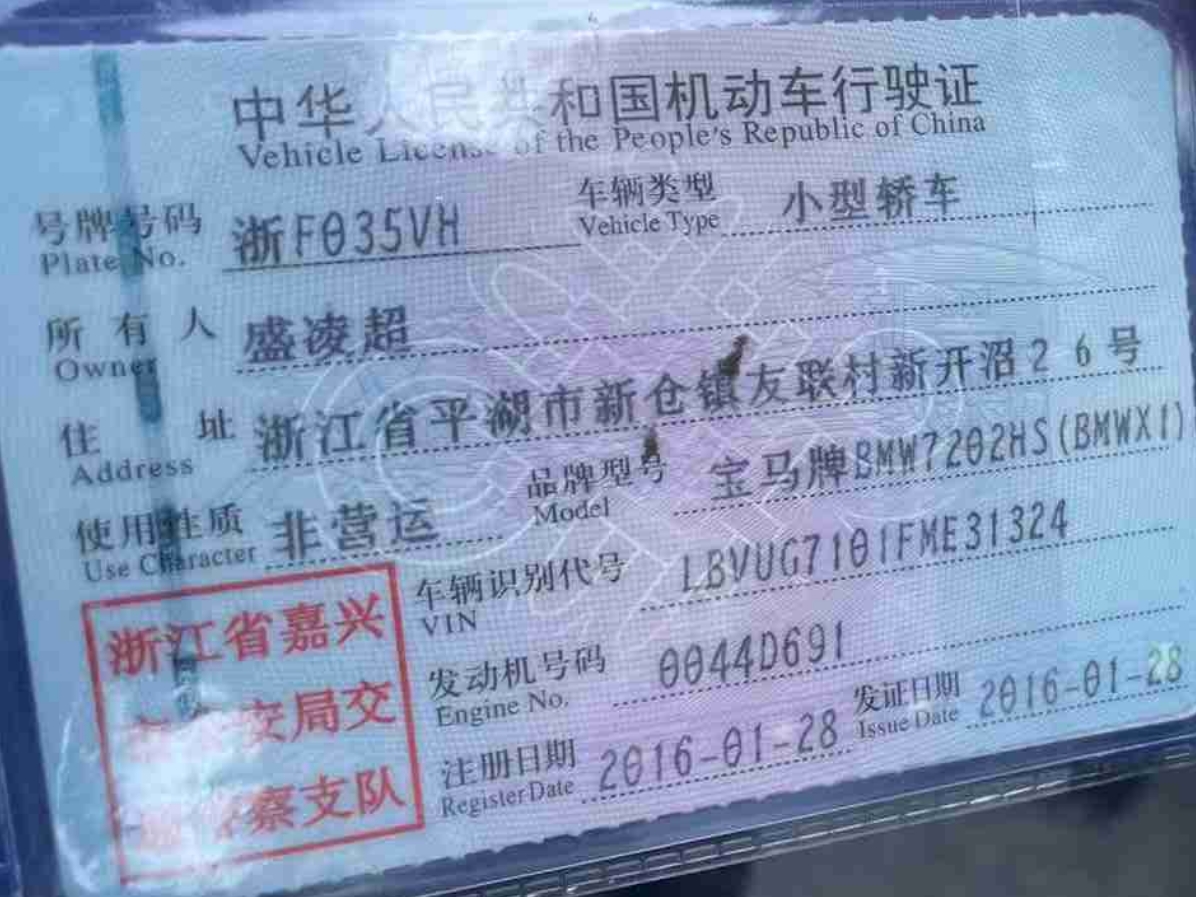 中华人民共和国机动车行驶证
Vehicle License of the People's Republic of China
号牌号码 浙F035VH 车辆类型 小型轿车
Plate No. Vehicle Type
所有人 盛凌超
Owner
住址 浙江省平湖市新仓镇友联村新开沼26号
Address
使用性质 非营运 品牌型号 宝马牌BMW7202HS(BMWX1)
Use Character Model
车辆识别代号 LBVUG7101FME31324
VIN
发动机号码 0044D691
Engine No.
注册日期 2016-01-28 发证日期 2016-01-28
Register Date Issue Date
浙江省嘉兴
安局交
察支队